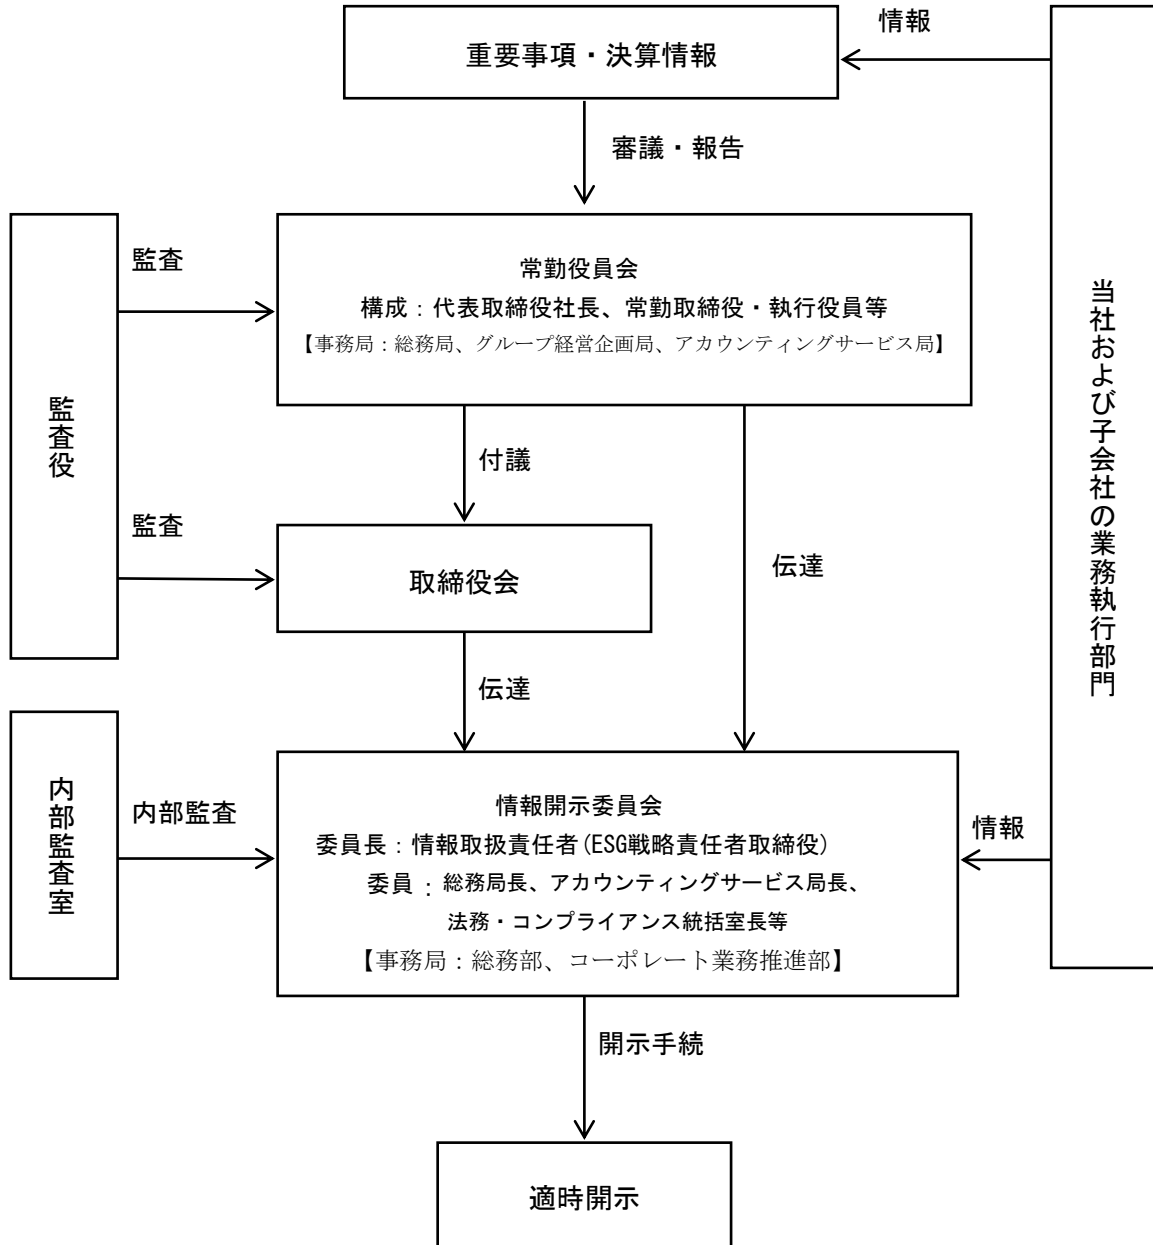 情報
重要事項・決算情報
審議・報告
監査
常勤役員会
構成：代表取締役社長、常勤取締役・執行役員等
【事務局：総務局、グループ経営企画局、アカウンティングサービス局】
監査役
付議
監査
取締役会
伝達
伝達
当社および子会社の業務執行部門
内部監査室
内部監査
情報開示委員会
委員長：情報取扱責任者(ESG戦略責任者取締役)
委員：総務局長、アカウンティングサービス局長、
法務・コンプライアンス統括室長等
【事務局：総務部、コーポレート業務推進部】
情報
開示手続
適時開示